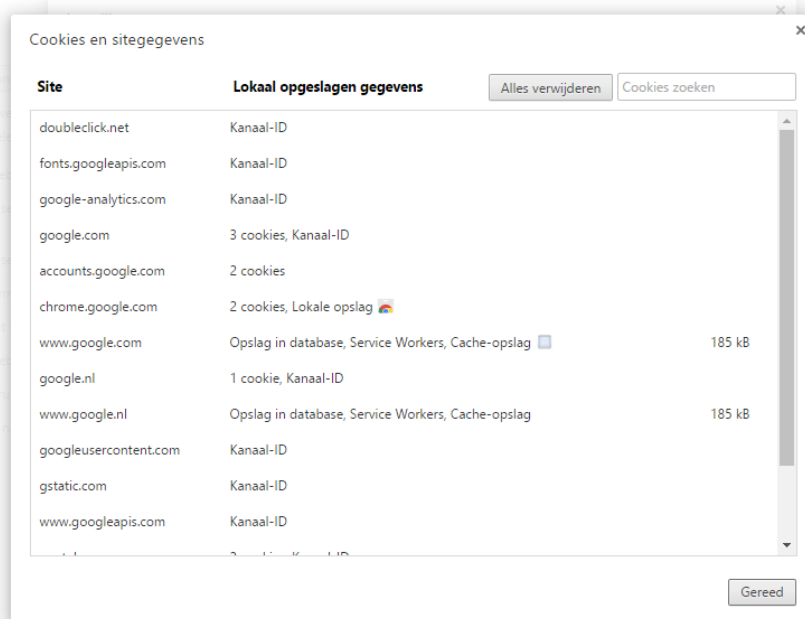 Cookies en sitegegevens
Site Lokaal opgeslagen gegevens Alles verwijderen Cookies zoeken
doubleclick.net Kanaal-ID
fonts.googleapis.com Kanaal-ID
google-analytics.com Kanaal-ID
google.com 3 cookies, Kanaal-ID
accounts.google.com 2 cookies
chrome.google.com 2 cookies, Lokale opslag
www.google.com Opslag in database, Service Workers, Cache-opslag 185 kB
google.nl 1 cookie, Kanaal-ID
www.google.nl Opslag in database, Service Workers, Cache-opslag 185 kB
googleusercontent.com Kanaal-ID
gstatic.com Kanaal-ID
www.googleapis.com Kanaal-ID
Gereed